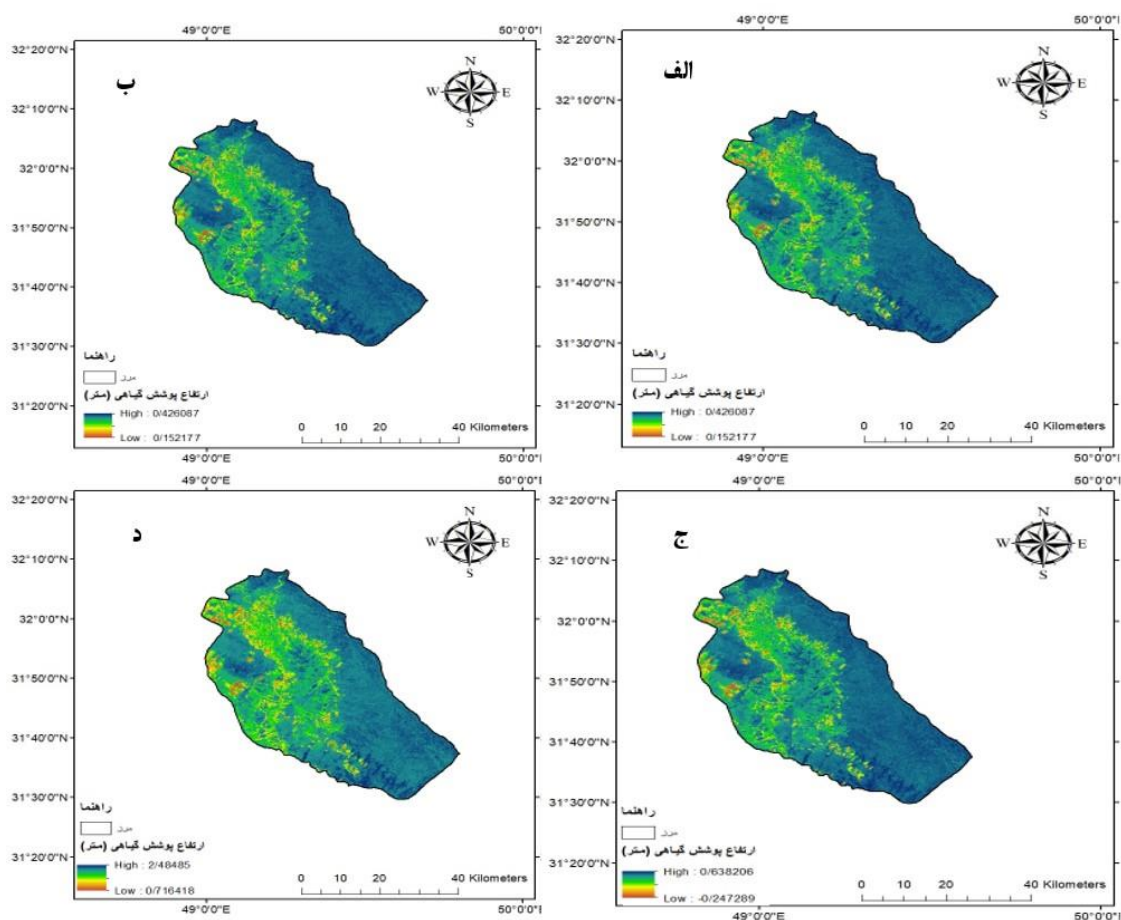 49°0'0"E
50°0'0"I
32°20'0"N
ب
N
W
E
S
32°10'0"N
32°0'0"N
31°50'0"N
31°40'0"N
31°30'0"N
31°20'0"N
راهنما
مرز
ارتفاع پوشش گیاهی (متر)
High : 0/426087
Low : 0/152177
0 10 20 40 Kilometers
49°0'0"E
50°0'0"I
49°0'0"E
50°0'0"I
32°20'0"N
الف
N
W
E
S
32°10'0"N
32°0'0"N
31°50'0"N
31°40'0"N
31°30'0"N
31°20'0"N
راهنما
مرز
ارتفاع پوشش گیاهی (متر)
High : 0/426087
Low : 0/152177
0 10 20 40 Kilometers
49°0'0"E
50°0'0"I
32°20'0"N
د
N
W
E
S
32°10'0"N
32°0'0"N
31°50'0"N
31°40'0"N
31°30'0"N
31°20'0"N
راهنما
مرز
ارتفاع پوشش گیاهی (متر)
High : 2/48485
Low : 0/716418
0 10 20 40 Kilometers
49°0'0"E
50°0'0"I
32°20'0"N
ج
N
W
E
S
32°10'0"N
32°0'0"N
31°50'0"N
31°40'0"N
31°30'0"N
31°20'0"N
راهنما
مرز
ارتفاع پوشش گیاهی (متر)
High : 0/638206
Low : -0/247289
0 10 20 40 Kilometers
49°0'0"E
50°0'0"I